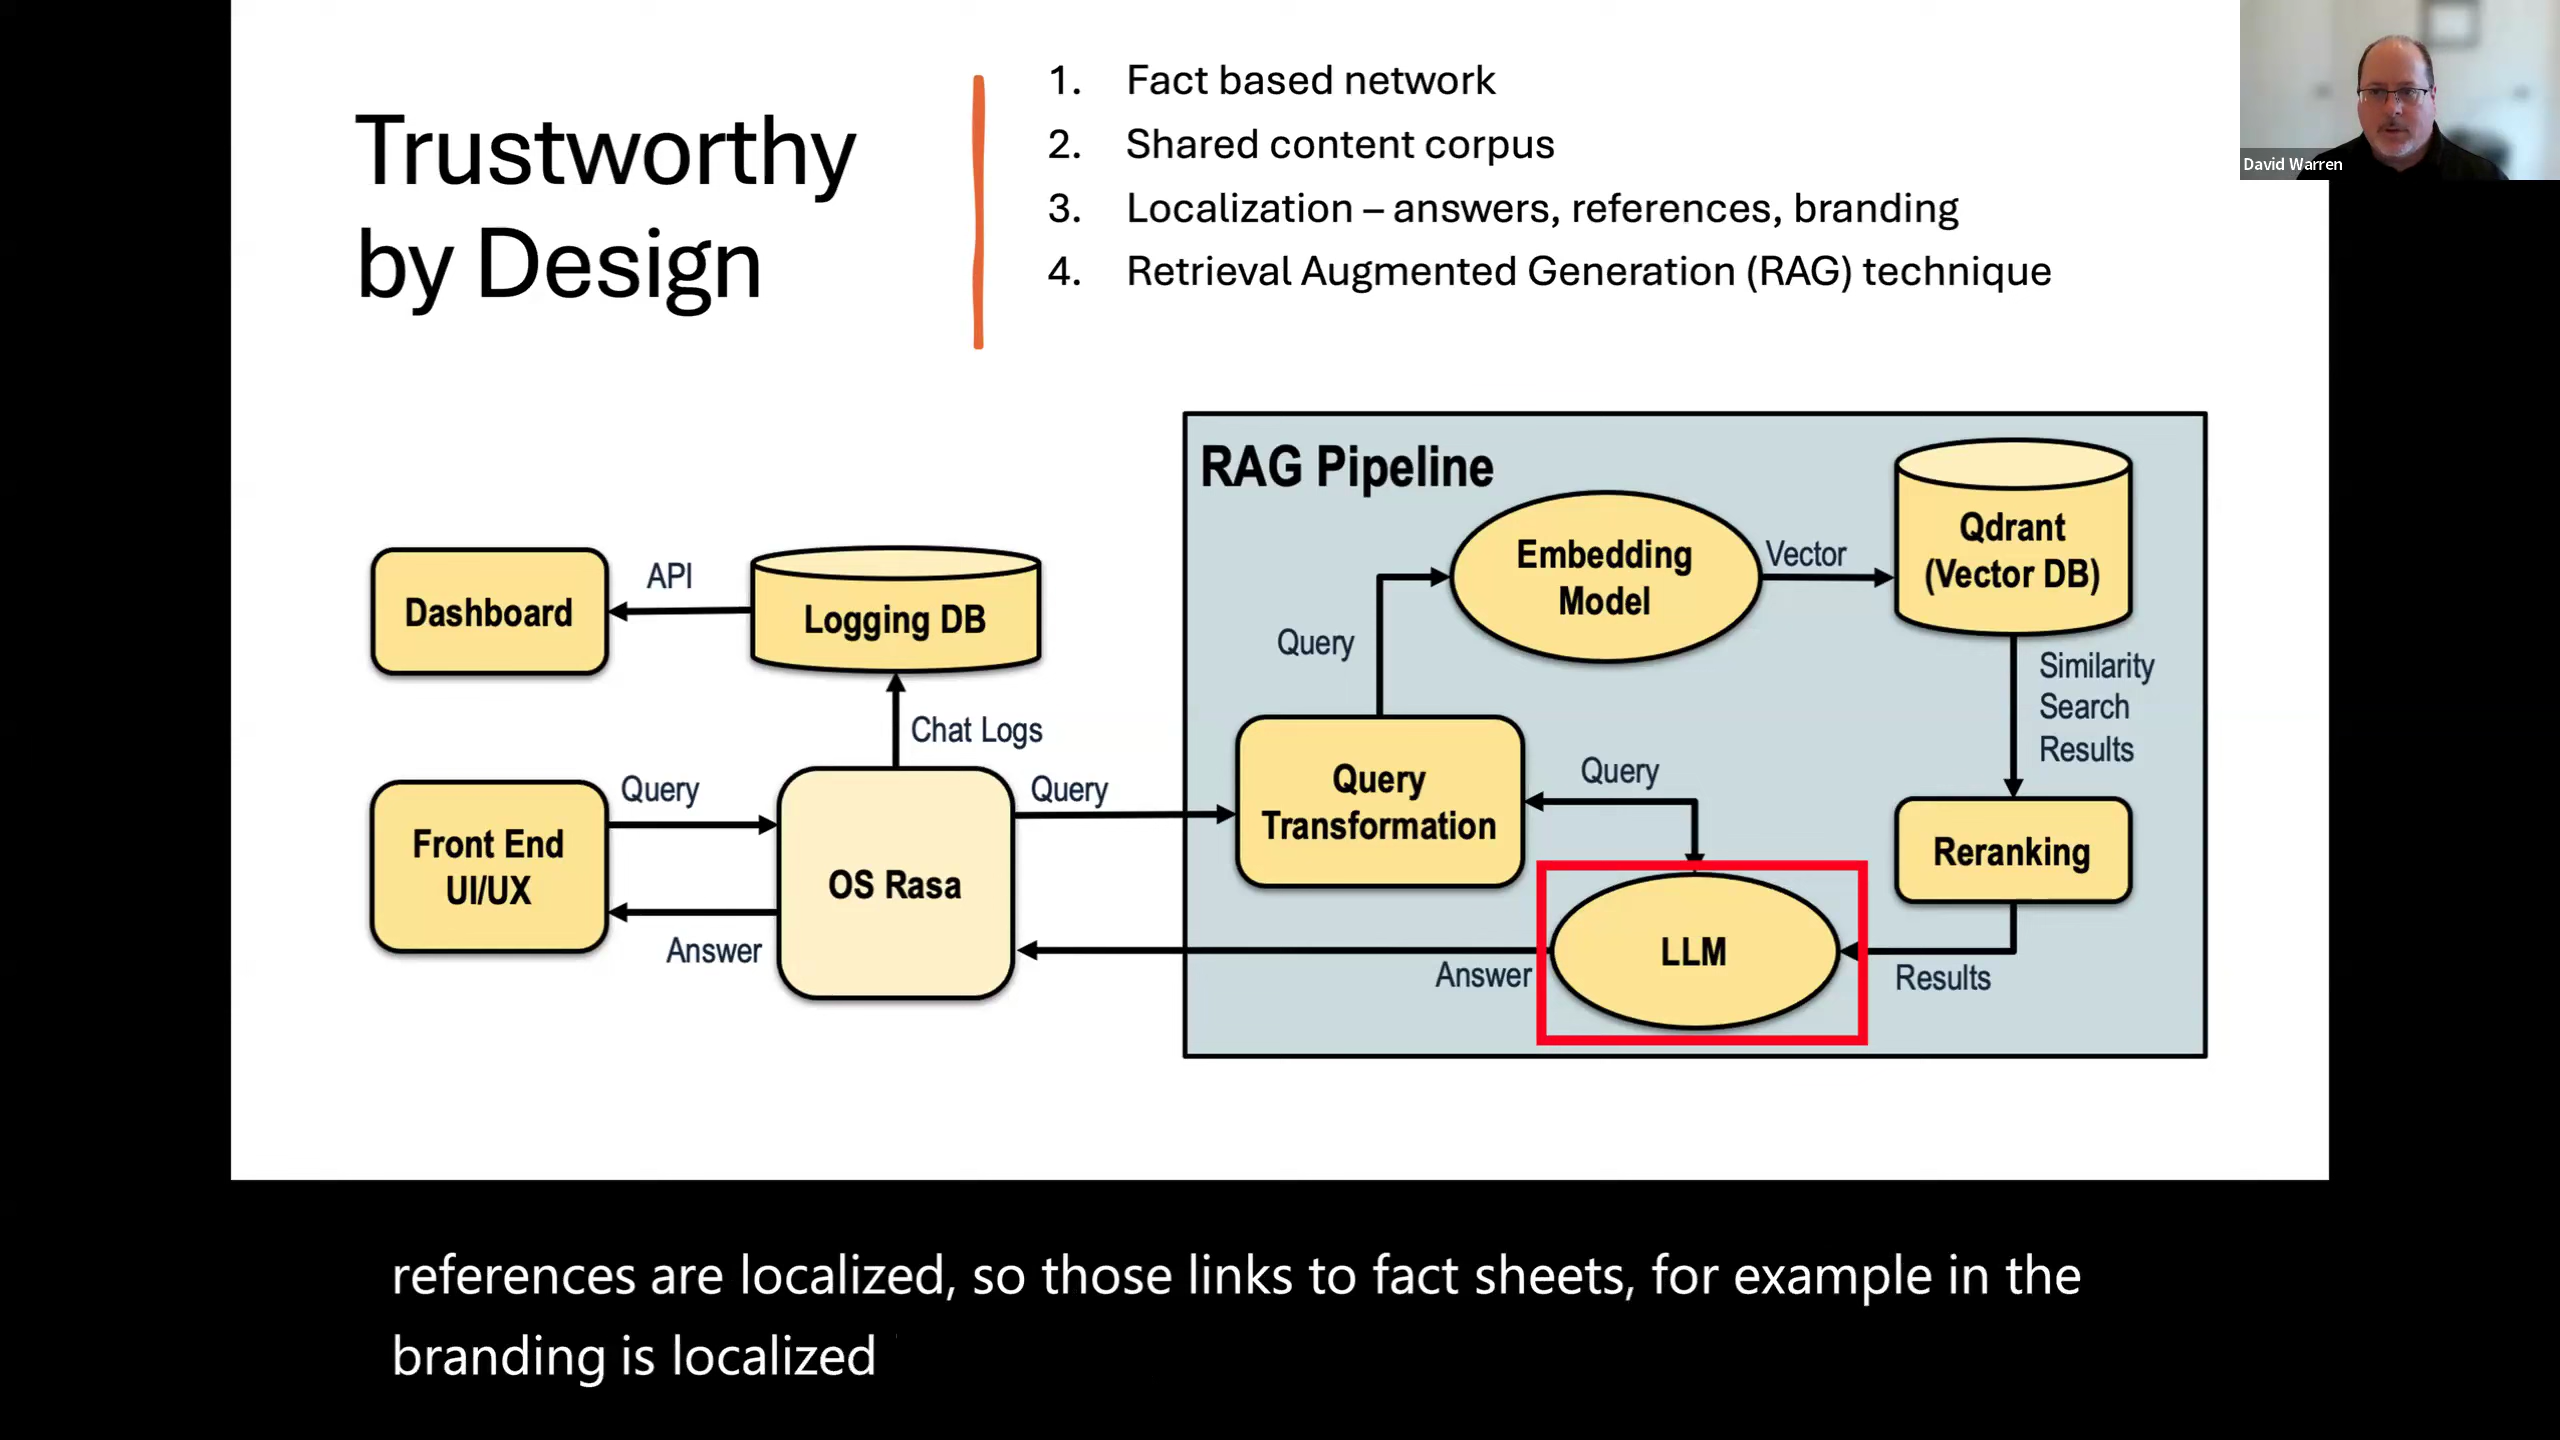 Trustworthy
by Design
1. Fact based network
2. Shared content corpus
3. Localization – answers, references, branding
4. Retrieval Augmented Generation (RAG) technique
David Warren
RAG Pipeline
Embedding
Model
Vector
Qdrant
(Vector DB)
Dashboard
API
Logging DB
Query
Similarity
Search
Results
Chat Logs
Query
Transformation
Query
Front End
UI/UX
Query
Answer
OS Rasa
Query
Reranking
LLM
Answer
Results
references are localized, so those links to fact sheets, for example in the
branding is localized